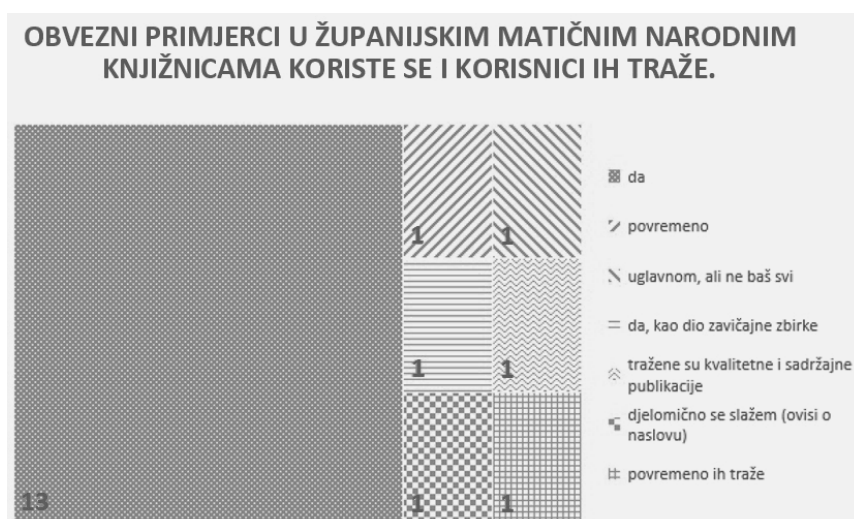 OBVEZNI PRIMJERCI U ŽUPANIJSKIM MATIČNIM NARODNIM
KNJIŽNICAMA KORISTE SE I KORISNICI IH TRAŽE.
da
povremeno
uglavnom, ali ne baš svi
da, kao dio zavičajne zbirke
tražene su kvalitetne i sadržajne
publikacije
djelomično se slažem (ovisi o
naslovu)
povremeno ih traže
1 1
1 1
13 1 1